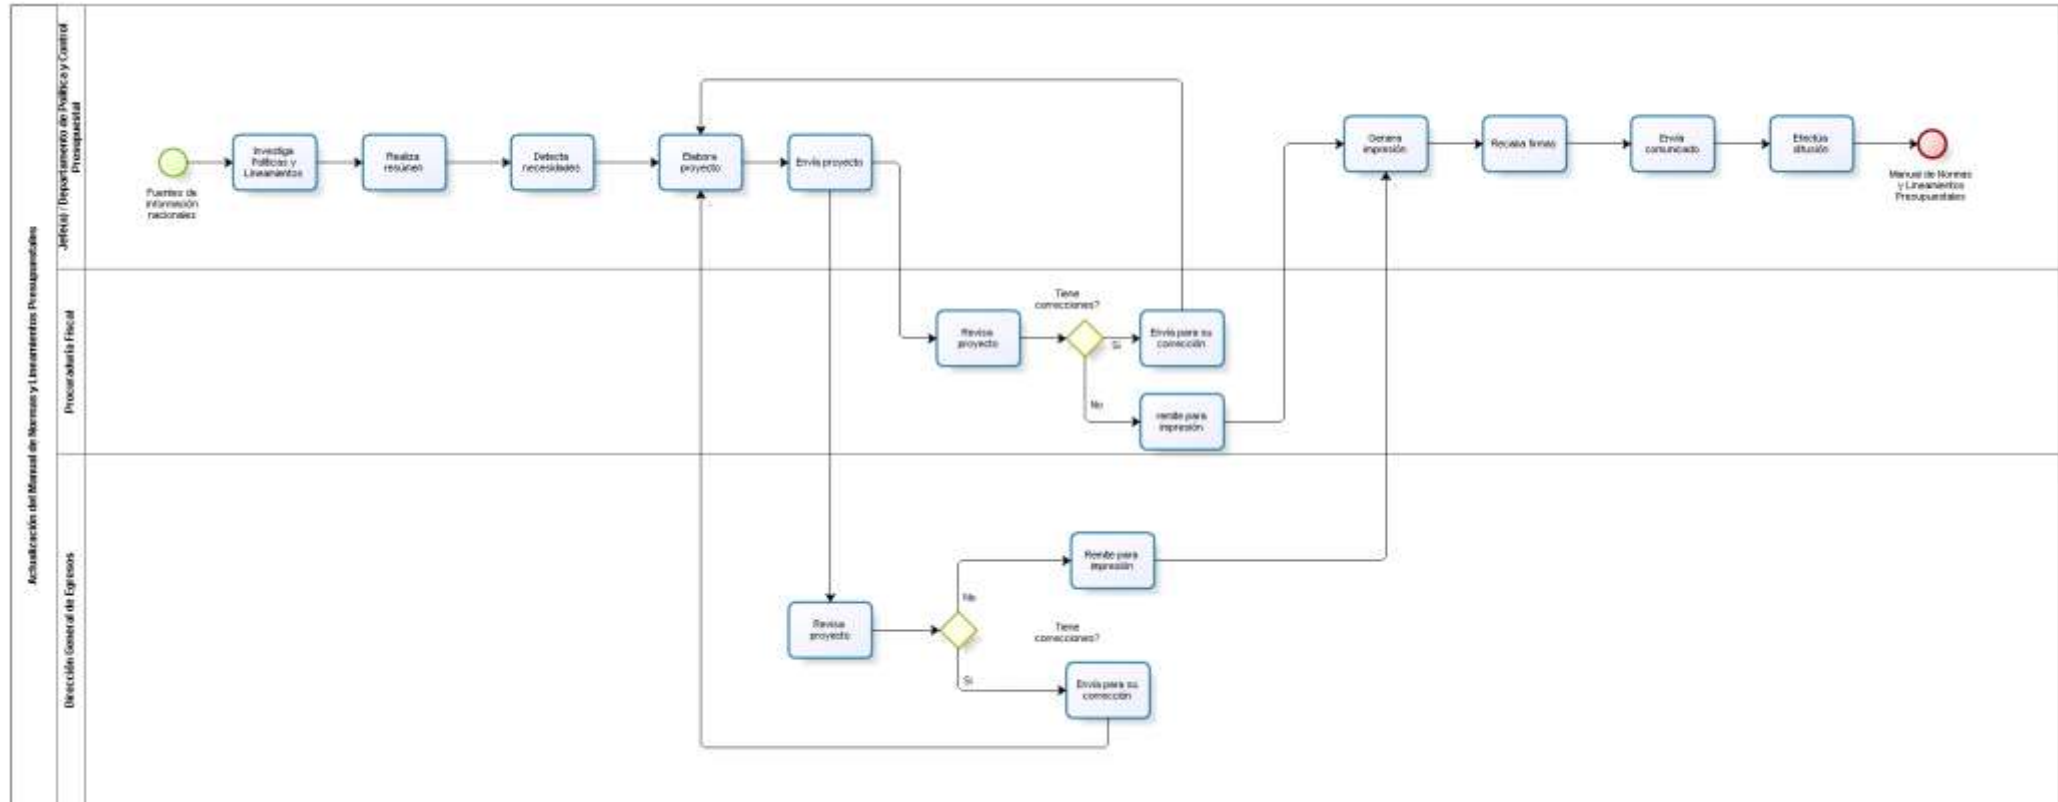 Actualización del Manual de Normas y Lineamientos Presupuestales
Jefe(a) / Departamento de Política y Control
Presupuestal
Fuentes de
información
nacionales
Investiga
Políticas y
Lineamientos
Realiza
resumen
Detecta
necesidades
Elabora
proyecto
Envía proyecto
Genera
impresión
Recaba firmas
Envía
comunicado
Efectúa
difusión
Manual de Normas
y Lineamientos
Presupuestales
Procuraduría Fiscal
Revisa
proyecto
Tiene
correcciones?
Si
Envía para su
corrección
No
remite para
impresión
Dirección General de Egresos
Revisa
proyecto
No
Remite para
impresión
Tiene
correcciones?
Si
Envía para su
corrección